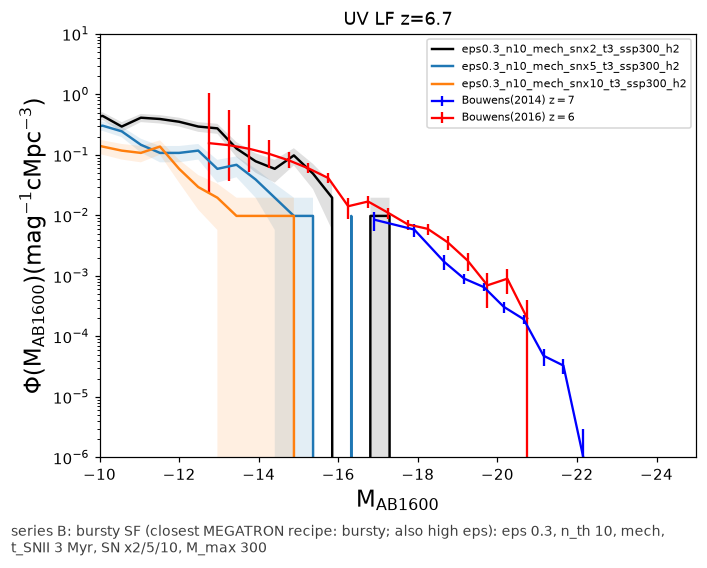 UV LF z=6.7
eps0.3_n10_mech_snx2_t3_ssp300_h2
eps0.3_n10_mech_snx5_t3_ssp300_h2
eps0.3_n10_mech_snx10_t3_ssp300_h2
Bouwens(2014) z = 7
Bouwens(2016) z = 6
Φ(M_AB1600)(mag⁻¹cMpc⁻³)
10¹
10⁰
10⁻¹
10⁻²
10⁻³
10⁻⁴
10⁻⁵
10⁻⁶
−10 −12 −14 −16 −18 −20 −22 −24
M_AB1600
series B: bursty SF (closest MEGATRON recipe: bursty; also high eps): eps 0.3, n_th 10, mech,
t_SNII 3 Myr, SN x2/5/10, M_max 300